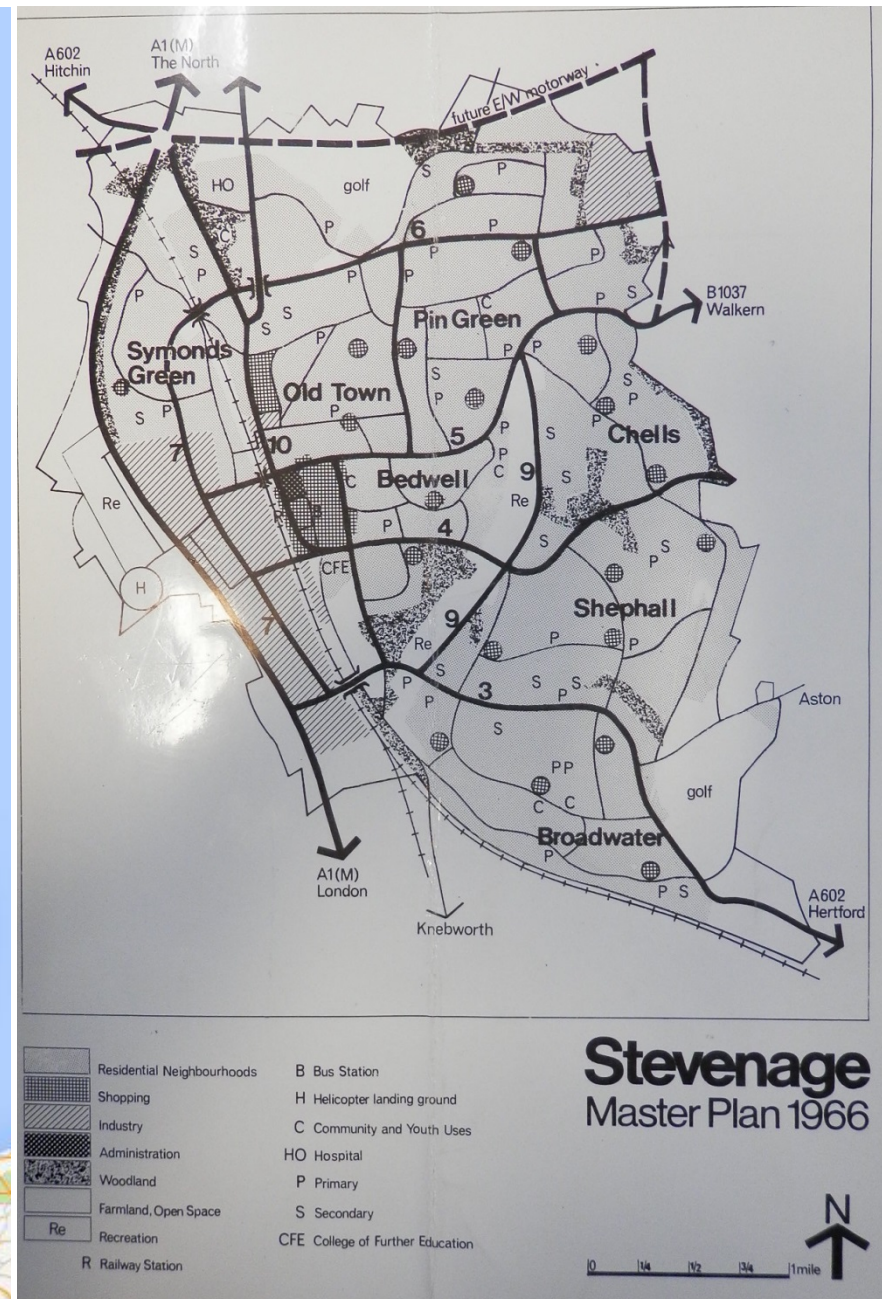 A602
Hitchin
A1(M)
The North
future E/W motorway
HO
golf
S
P
C
S
P
P
6
P
S
P
P
P
P
P
S
B1037
Walkern
P
S
S
P
C
Pin Green
P
P
P
Symonds
Green
Old Town
S
P
S
P
P
S
P
7
10
5
P
P
C
9
S
P
Chells
S
Bedwell
C
Re
Re
P
4
S
CFE
H
7
9
Re
S
P
Shephall
P
P
S
P
P
3
S
S
P
S
Aston
PP
C
C
golf
Broadwater
P
P
S
A1(M)
London
Knebworth
A602
Hertford
Residential Neighbourhoods
Shopping
Industry
Administration
Woodland
Farmland, Open Space
Re
Recreation
R Railway Station
B Bus Station
H Helicopter landing ground
C Community and Youth Uses
HO Hospital
P Primary
S Secondary
CFE College of Further Education
Stevenage
Master Plan 1966
N
0 1/4 1/2 3/4 1mile